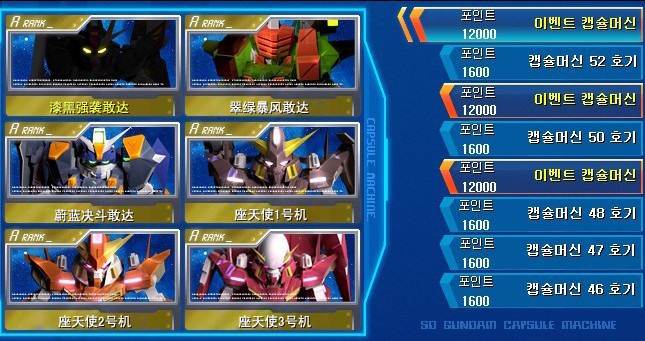 A RANK_
漆黑强袭敢达
A RANK_
翠绿暴风敢达
A RANK_
蔚蓝决斗敢达
A RANK_
座天使1号机
A RANK_
座天使2号机
A RANK_
座天使3号机
CAPSULE MACHINE
포인트
12000
이벤트 캡슐머신
포인트
1600
캡슐머신 52 호기
포인트
12000
이벤트 캡슐머신
포인트
1600
캡슐머신 50 호기
포인트
12000
이벤트 캡슐머신
포인트
1600
캡슐머신 48 호기
포인트
1600
캡슐머신 47 호기
포인트
1600
캡슐머신 46 호기
SD GUNDAM CAPSULE MACHINE